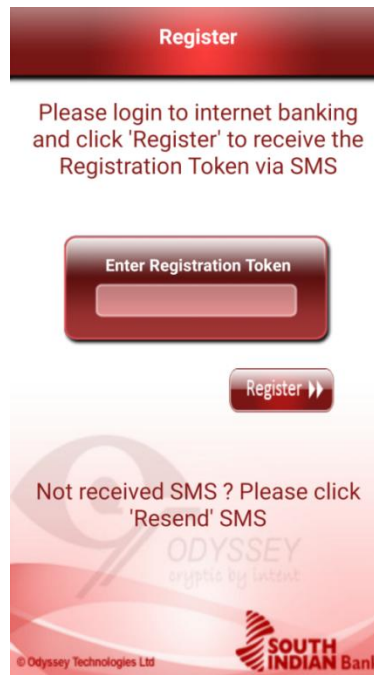 Register
Please login to internet banking
and click 'Register' to receive the
Registration Token via SMS
Enter Registration Token
Register
Not received SMS ? Please click
'Resend' SMS
ODYSSEY
cryptic by intent
© Odyssey Technologies Ltd
SOUTH
INDIAN Bank